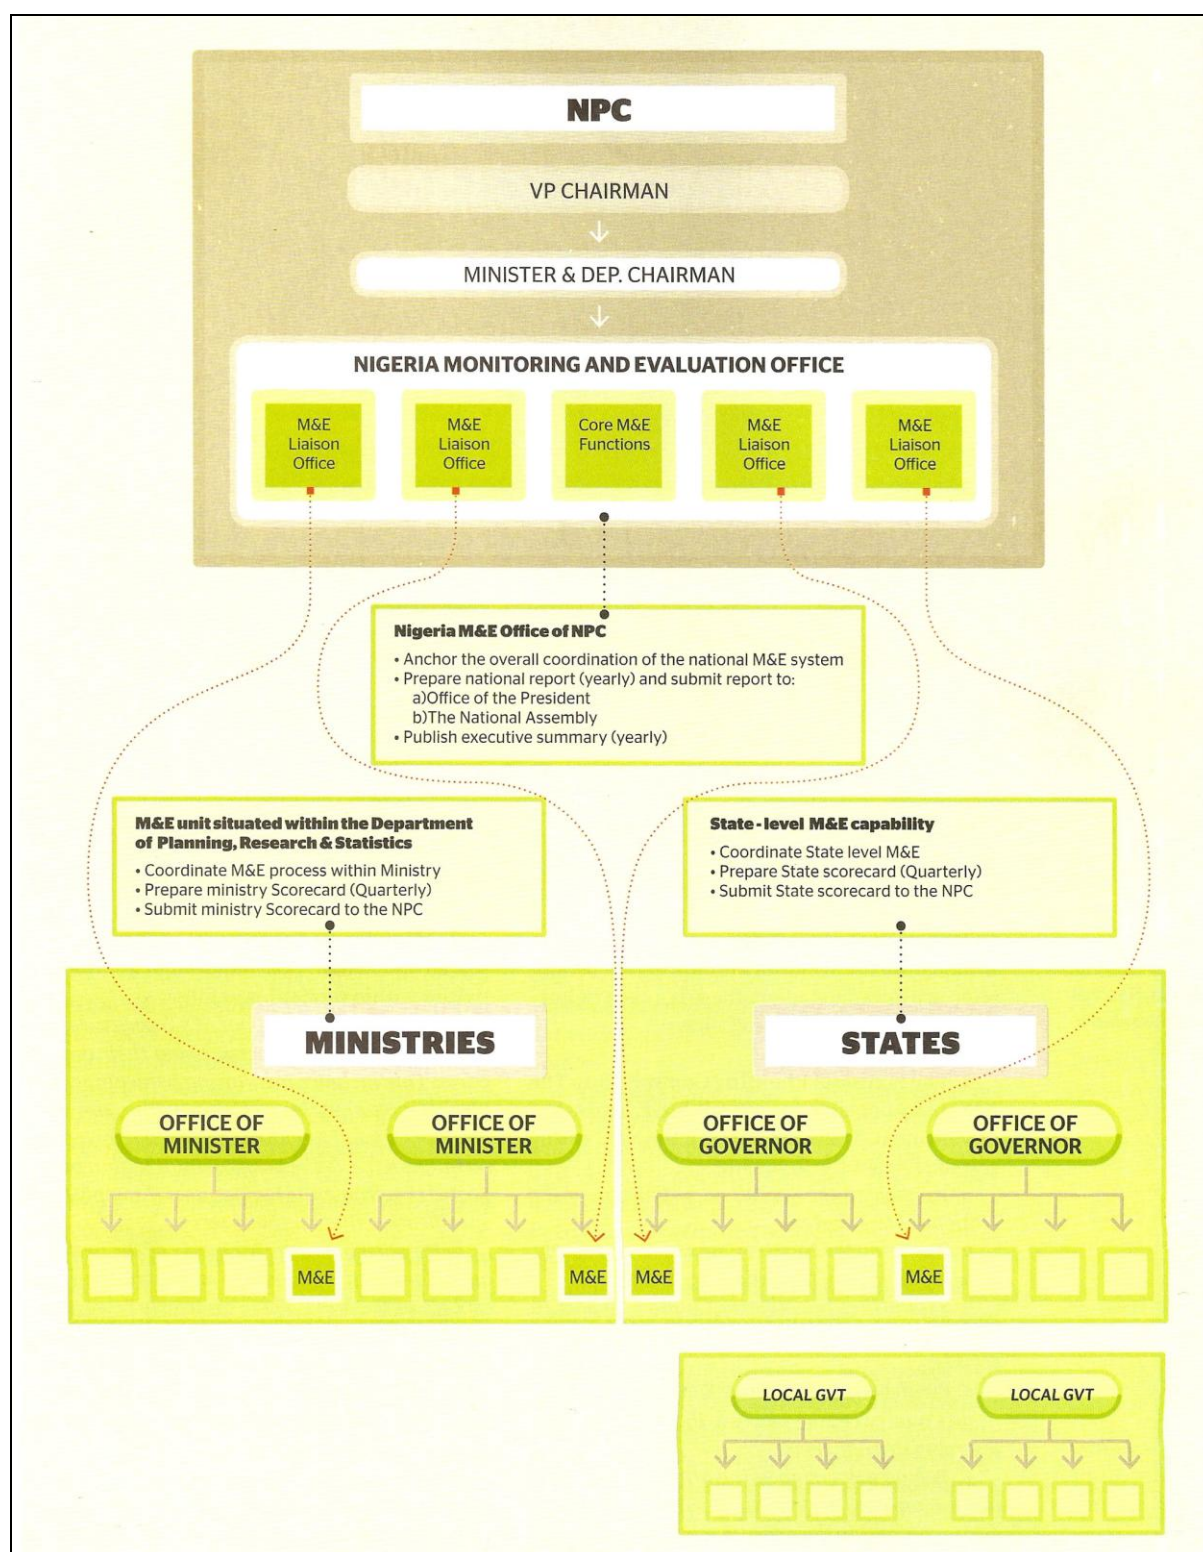 NPC
VP CHAIRMAN
MINISTER & DEP. CHAIRMAN
NIGERIA MONITORING AND EVALUATION OFFICE
M&E
Liaison
Office
M&E
Liaison
Office
Core M&E
Functions
M&E
Liaison
Office
M&E
Liaison
Office
Nigeria M&E Office of NPC
• Anchor the overall coordination of the national M&E system
• Prepare national report (yearly) and submit report to:
a)Office of the President
b)The National Assembly
• Publish executive summary (yearly)
M&E unit situated within the Department
of Planning, Research & Statistics
• Coordinate M&E process within Ministry
• Prepare ministry Scorecard (Quarterly)
• Submit ministry Scorecard to the NPC
State-level M&E capability
• Coordinate State level M&E
• Prepare State scorecard (Quarterly)
• Submit State scorecard to the NPC
MINISTRIES
STATES
OFFICE OF
MINISTER
OFFICE OF
MINISTER
OFFICE OF
GOVERNOR
OFFICE OF
GOVERNOR
M&E
M&E
M&E
M&E
LOCAL GVT
LOCAL GVT